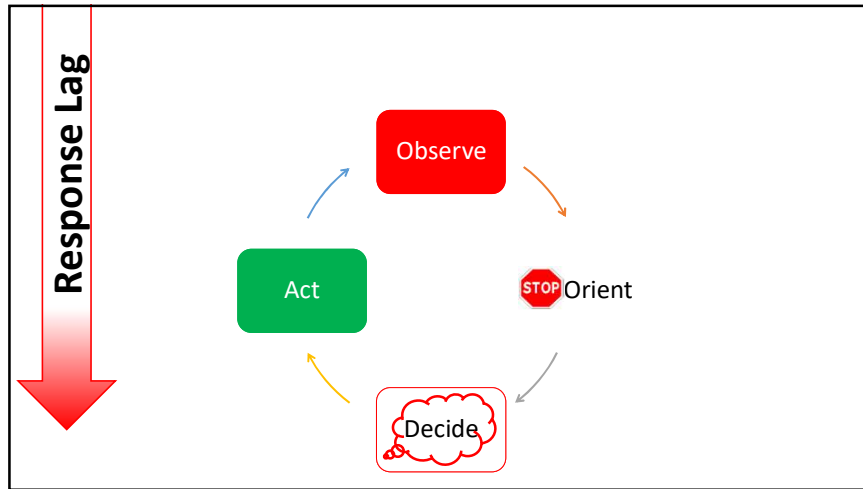 Response Lag
Observe
STOP Orient
Decide
Act